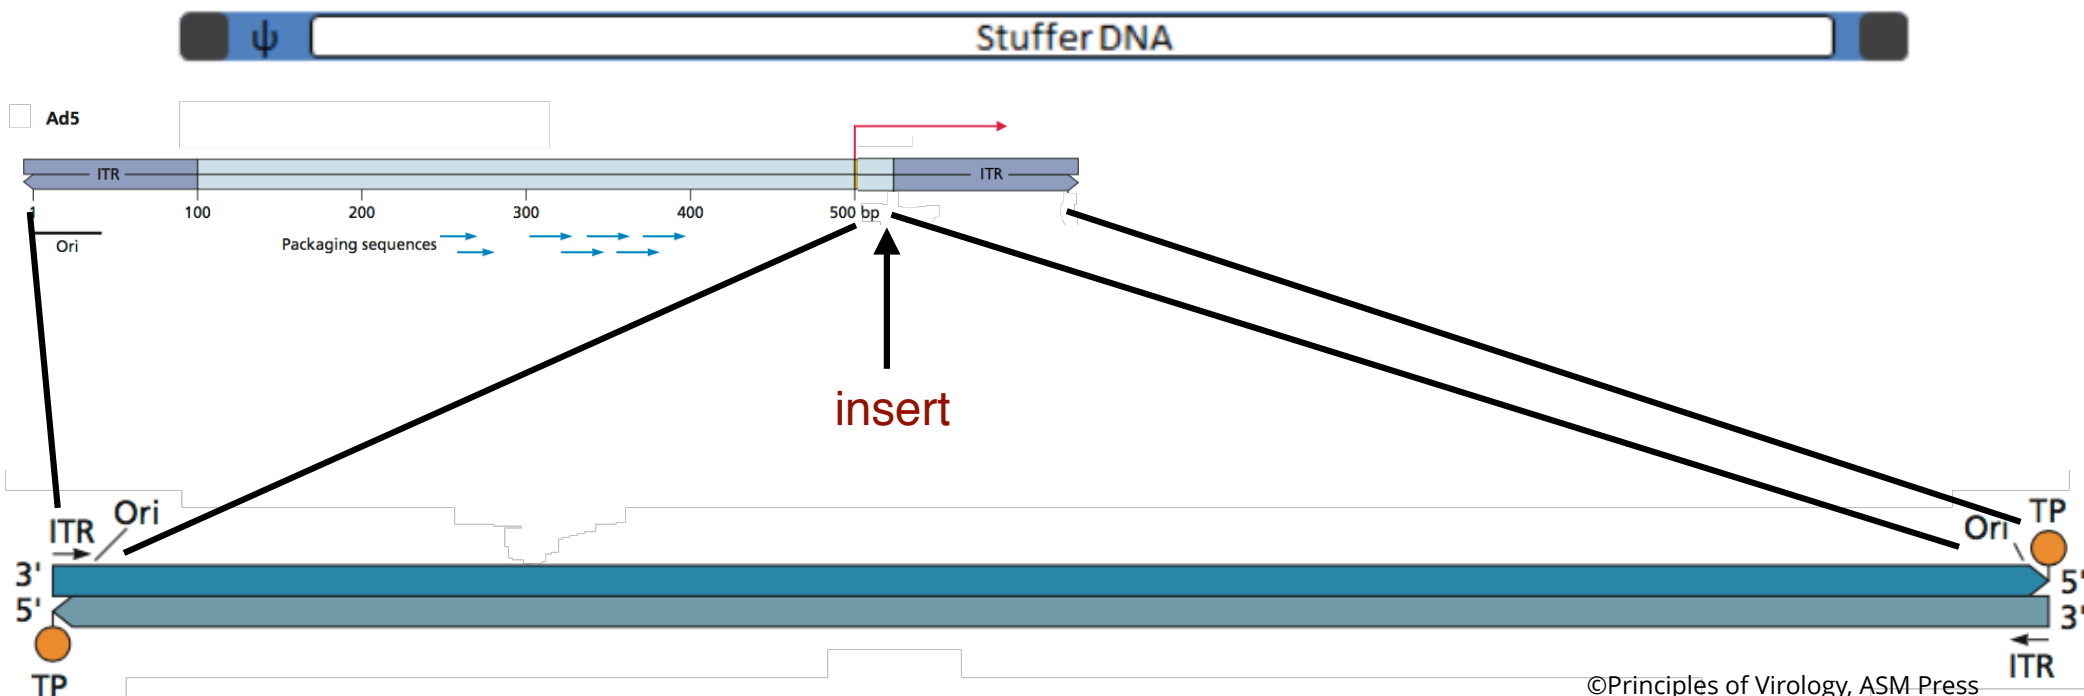 ψ Stuffer DNA
Ad5
ITR ITR
1 100 200 300 400 500 bp
Ori Packaging sequences
insert
ITR Ori Ori TP
3' 5'
5' 3'
TP ITR
©Principles of Virology, ASM Press